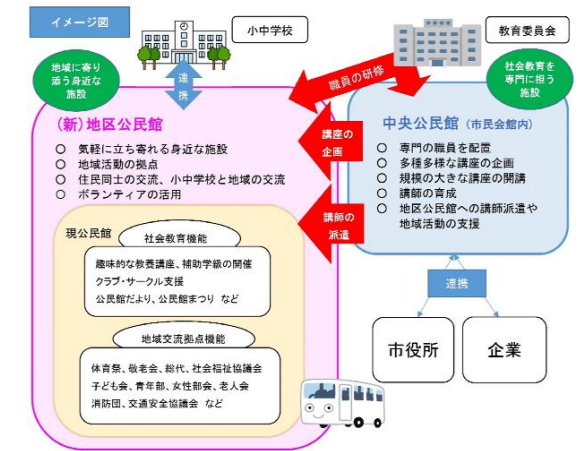 イメージ図
小中学校
教育委員会
地域に寄り
添う身近な
施設
連
携
職員の研修
社会教育を
専門に担う
施設
（新）地区公民館
○ 気軽に立ち寄れる身近な施設
○ 地域活動の拠点
○ 住民同士の交流、小中学校と地域の交流
○ ボランティアの活用
講座の
企画
講師の
派遣
中央公民館（市民会館内）
○ 専門の職員を配置
○ 多種多様な講座の企画
○ 規模の大きな講座の開講
○ 講師の育成
○ 地区公民館への講師派遣や
地域活動の支援
現公民館
社会教育機能
趣味的な教養講座、補助学級の開催
クラブ・サークル支援
公民館だより、公民館まつり など
地域交流拠点機能
体育祭、敬老会、総代、社会福祉協議会
子ども会、青年部、女性部会、老人会
消防団、交通安全協議会 など
連携
市役所
企業